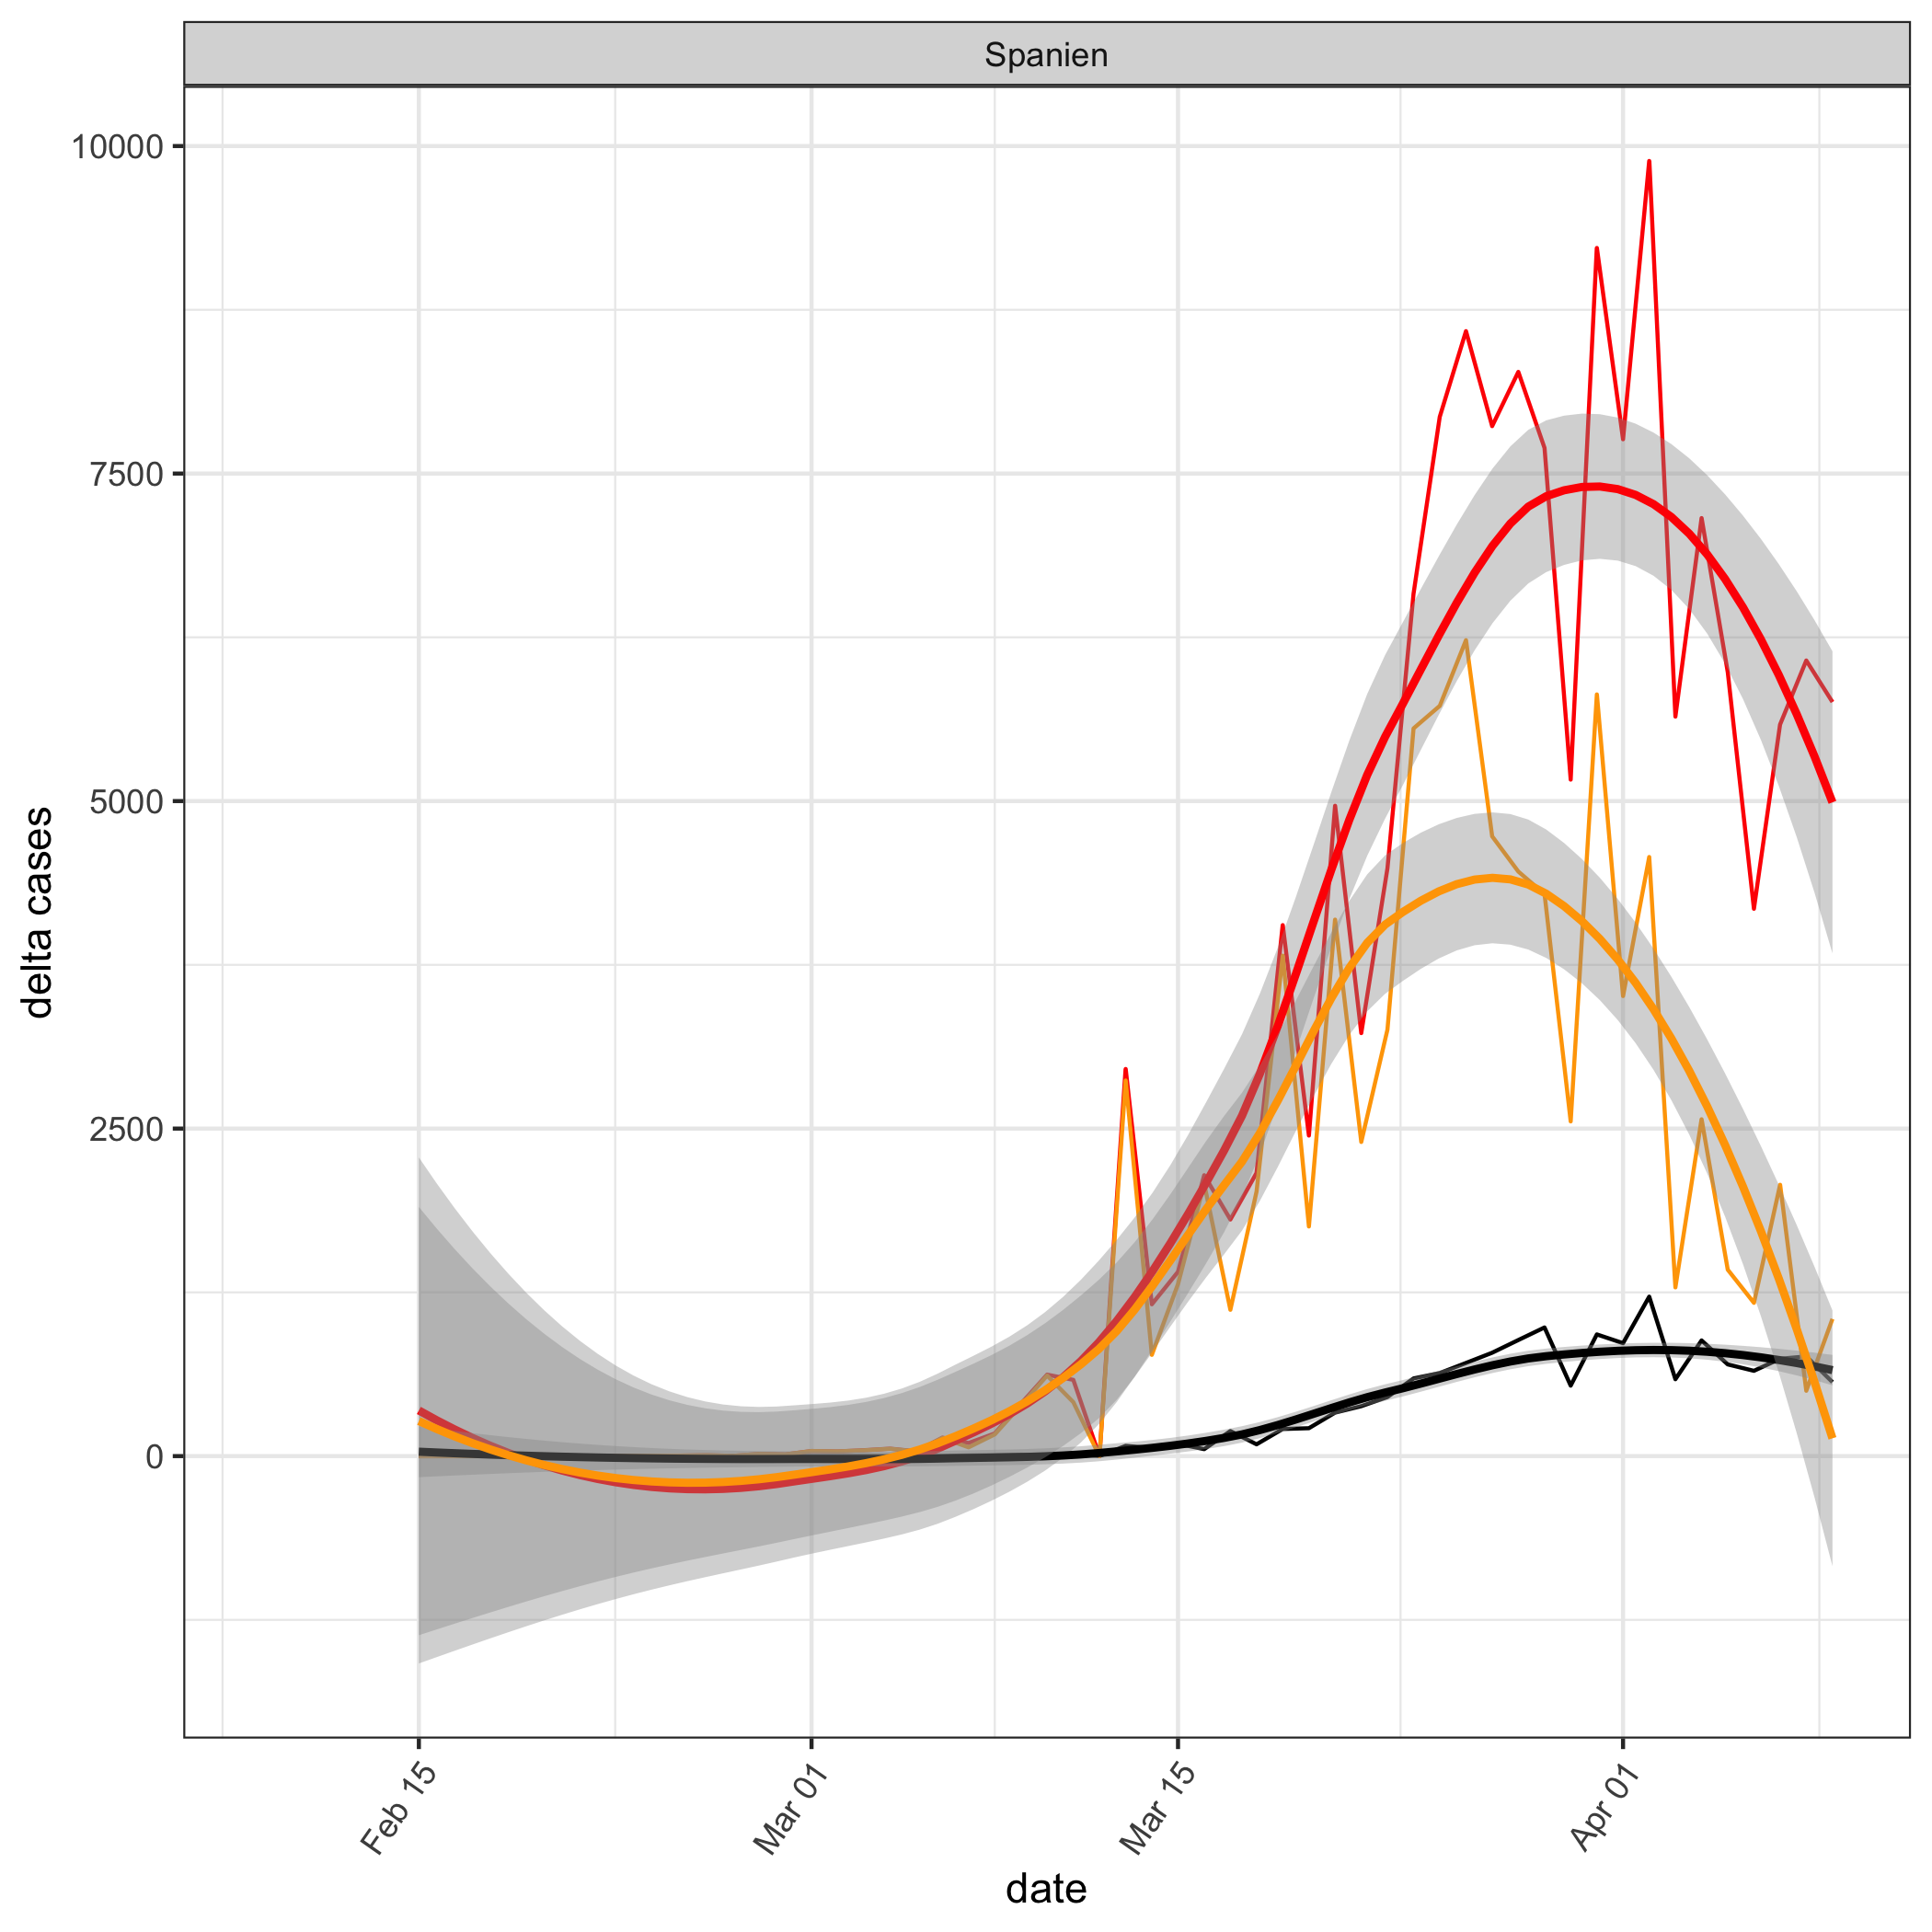 Spanien
10000
7500
5000
2500
0
delta cases
Feb 15
Mar 01
Mar 15
Apr 01
date